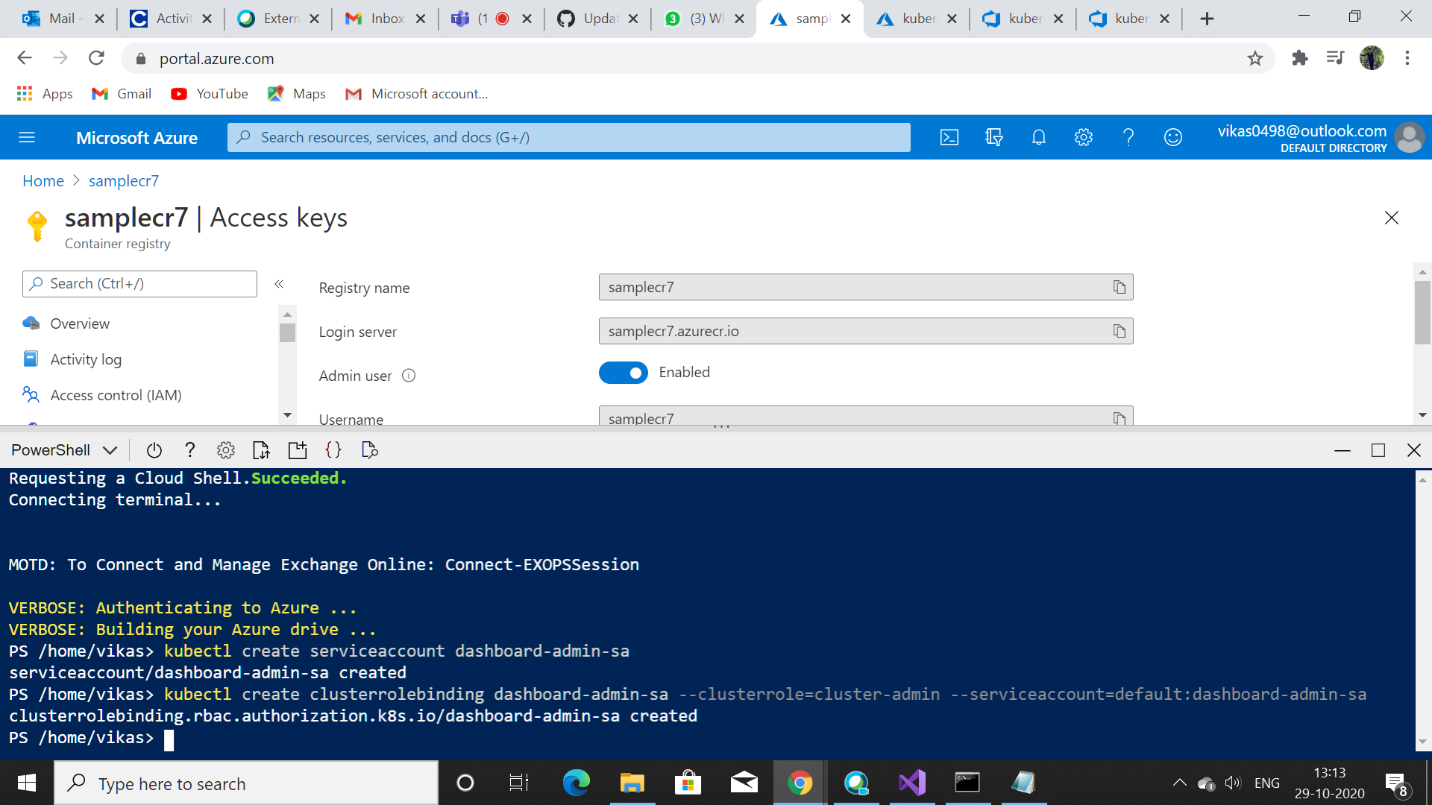 Mail -
Activit
Extern
Inbox
(1
Updat
(3) W
sampl
kuber
kuber
kuber
portal.azure.com
Apps
Gmail
YouTube
Maps
Microsoft account...
Microsoft Azure
Search resources, services, and docs (G+/)
vikas0498@outlook.com
DEFAULT DIRECTORY
Home > samplecr7
samplecr7 | Access keys
Container registry
Search (Ctrl+/)
«
Overview
Activity log
Access control (IAM)
Registry name
samplecr7
Login server
samplecr7.azurecr.io
Admin user
Enabled
Username
samplecr7
PowerShell
Requesting a Cloud Shell.Succeeded.
Connecting terminal...
MOTD: To Connect and Manage Exchange Online: Connect-EXOPSSession
VERBOSE: Authenticating to Azure ...
VERBOSE: Building your Azure drive ...
PS /home/vikas> kubectl create serviceaccount dashboard-admin-sa
serviceaccount/dashboard-admin-sa created
PS /home/vikas> kubectl create clusterrolebinding dashboard-admin-sa --clusterrole=cluster-admin --serviceaccount=default:dashboard-admin-sa
clusterrolebinding.rbac.authorization.k8s.io/dashboard-admin-sa created
PS /home/vikas>
Type here to search
ENG
13:13
29-10-2020
8